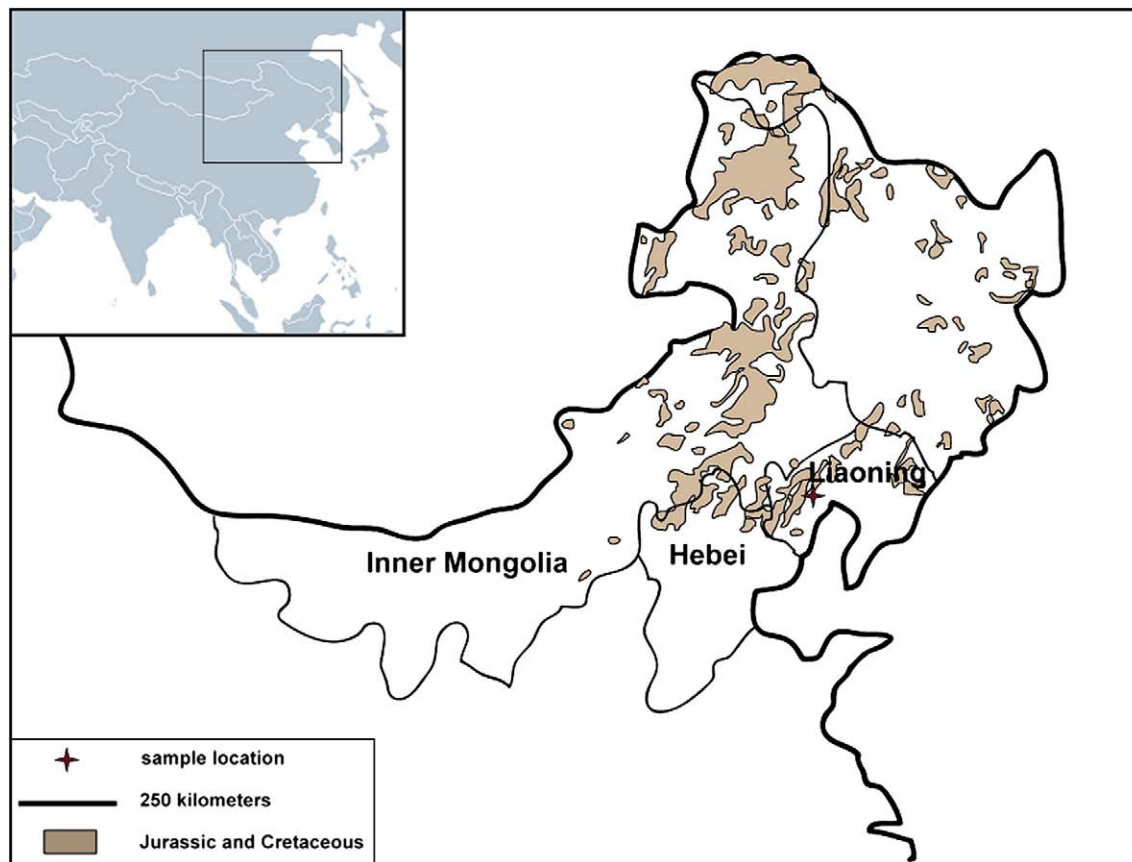 Liaoning
Inner Mongolia
Hebei
sample location
250 kilometers
Jurassic and Cretaceous